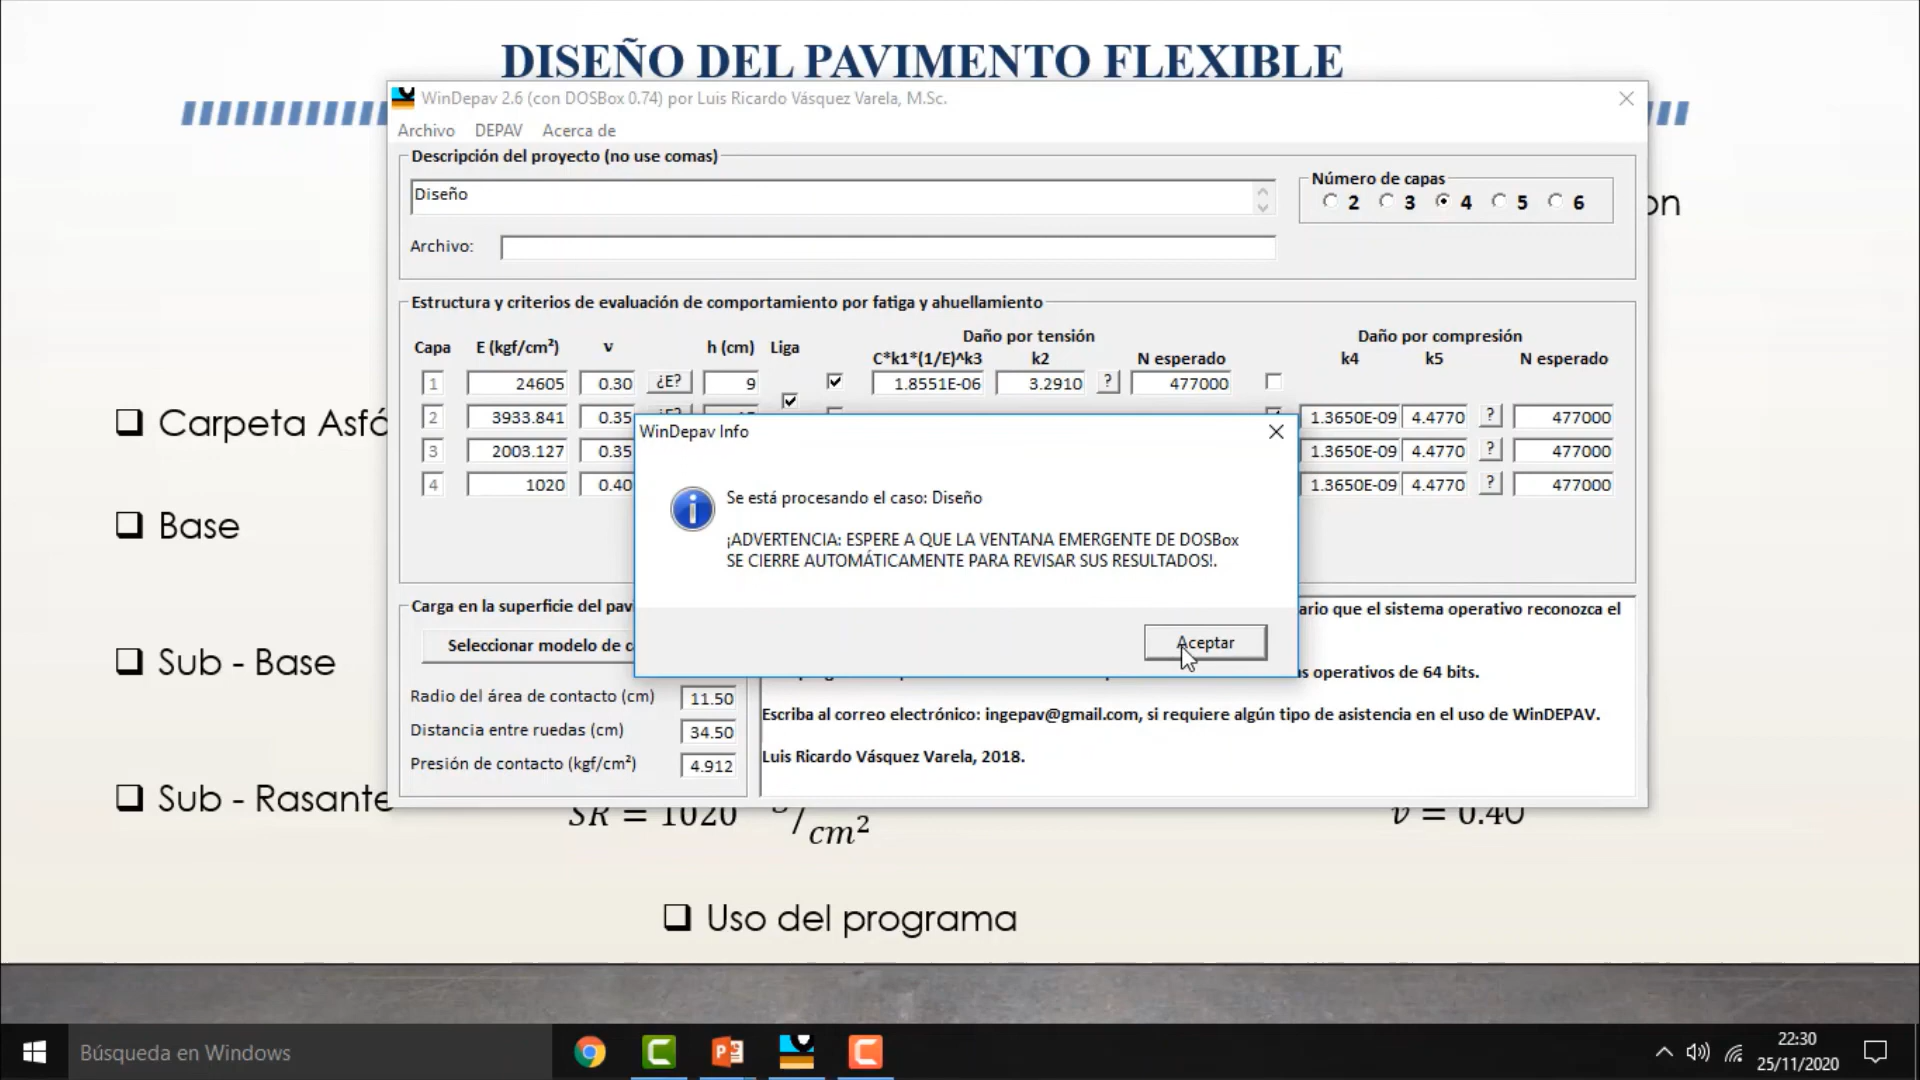 DISEÑO DEL PAVIMENTO FLEXIBLE
WinDepav 2.6 (con DOSBox 0.74) por Luis Ricardo Vásquez Varela, M.Sc.
Archivo DEPAV Acerca de
Descripción del proyecto (no use comas)
Diseño
Número de capas
2 3 4 5 6
Archivo:
Estructura y criterios de evaluación de comportamiento por fatiga y ahuellamiento
Daño por tensión Daño por compresión
Capa E (kgf/cm²) ν h (cm) Liga C*k1*(1/E)^k3 k2 N esperado k4 k5 N esperado
1 24605 0.30 ¿E? 9 1.8551E-06 3.2910 ? 477000
2 3933.841 0.35 1.3650E-09 4.4770 ? 477000
3 2003.127 0.35 1.3650E-09 4.4770 ? 477000
4 1020 0.40 1.3650E-09 4.4770 ? 477000
WinDepav Info
Se está procesando el caso: Diseño
¡ADVERTENCIA: ESPERE A QUE LA VENTANA EMERGENTE DE DOSBox
SE CIERRE AUTOMÁTICAMENTE PARA REVISAR SUS RESULTADOS!.
Aceptar
Carga en la superficie del pav
Seleccionar modelo de c
Radio del área de contacto (cm) 11.50
Distancia entre ruedas (cm) 34.50
Presión de contacto (kgf/cm²) 4.912
ario que el sistema operativo reconozca el
s operativos de 64 bits.
Escriba al correo electrónico: ingepav@gmail.com, si requiere algún tipo de asistencia en el uso de WinDEPAV.
Luis Ricardo Vásquez Varela, 2018.
on
Carpeta Asfá
Base
Sub - Base
Sub - Rasante
SR = 1020 /cm² v = 0.40
Uso del programa
Búsqueda en Windows
22:30
25/11/2020